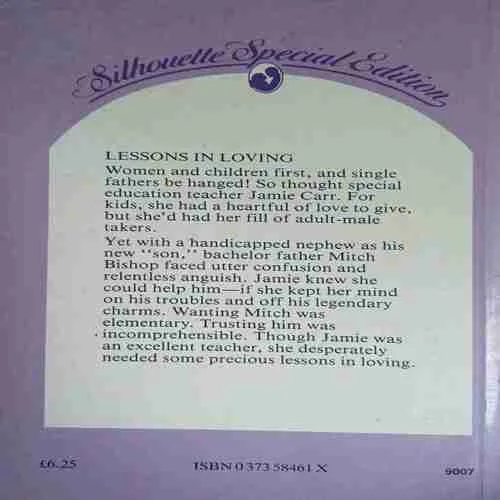 Silhouette Special Edition
LESSONS IN LOVING
Women and children first, and single
fathers be hanged! So thought special
education teacher Jamie Carr. For
kids, she had a heartful of love to give,
but she'd had her fill of adult-male
takers.
Yet with a handicapped nephew as his
new "son," bachelor father Mitch
Bishop faced utter confusion and
relentless anguish. Jamie knew she
could help him—if she kept her mind
on his troubles and off his legendary
charms. Wanting Mitch was
elementary. Trusting him was
incomprehensible. Though Jamie was
an excellent teacher, she desperately
needed some precious lessons in loving.
£6.25 ISBN 0 373 58461 X 9007